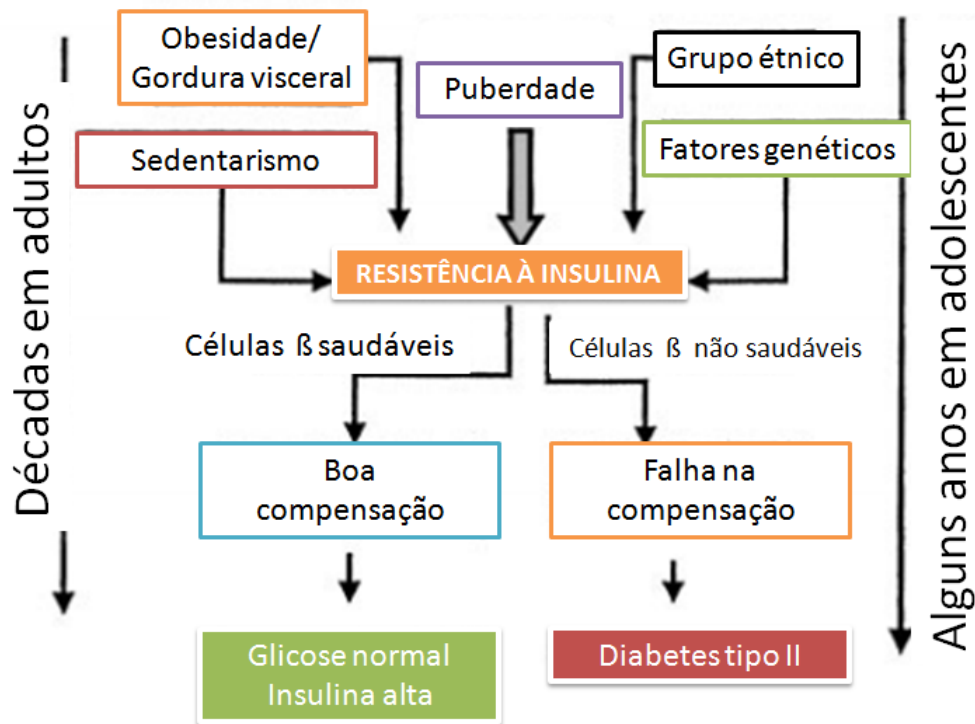 Décadas em adultos
Obesidade/
Gordura visceral
Sedentarismo
Puberdade
Grupo étnico
Fatores genéticos
RESISTÊNCIA À INSULINA
Células ß saudáveis
Células ß não saudáveis
Boa
compensação
Falha na
compensação
Glicose normal
Insulina alta
Diabetes tipo II
Alguns anos em adolescentes